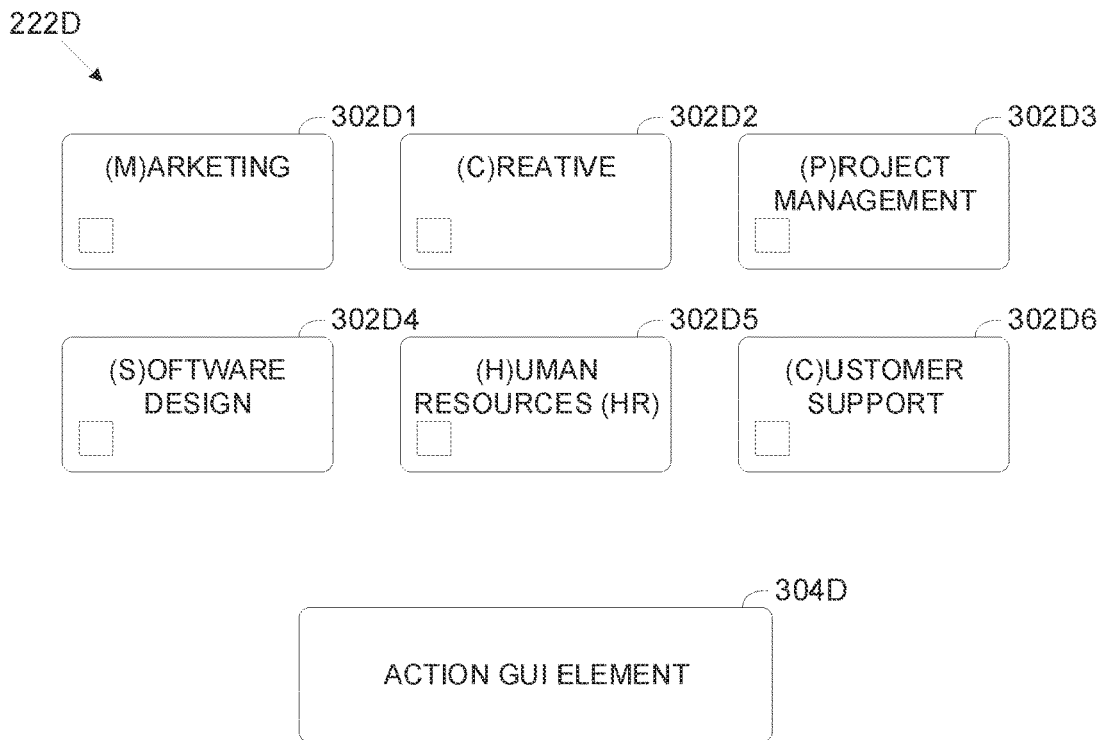 222D
302D1
302D2
302D3
(M)ARKETING
(C)REATIVE
(P)ROJECT
MANAGEMENT
302D4
302D5
302D6
(S)OFTWARE
DESIGN
(H)UMAN
RESOURCES (HR)
(C)USTOMER
SUPPORT
304D
ACTION GUI ELEMENT